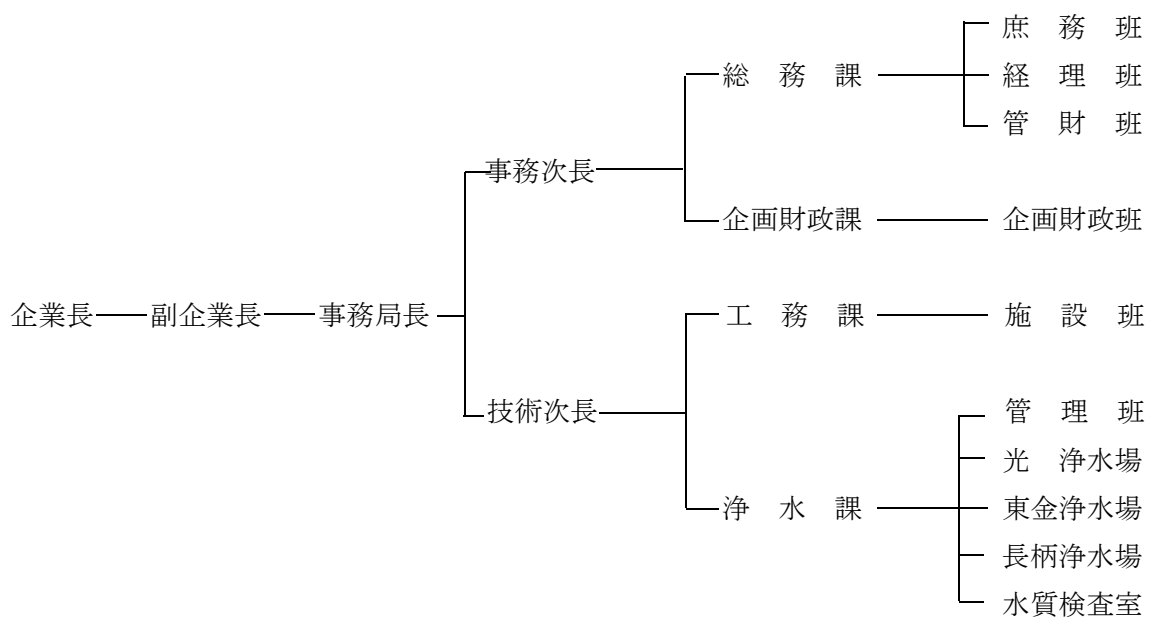 庶務班
総務課
経理班
管財班
事務次長
企画財政課
企画財政班
企業長
副企業長
事務局長
工務課
施設班
技術次長
管理班
光 浄水場
浄水課
東金浄水場
長柄浄水場
水質検査室